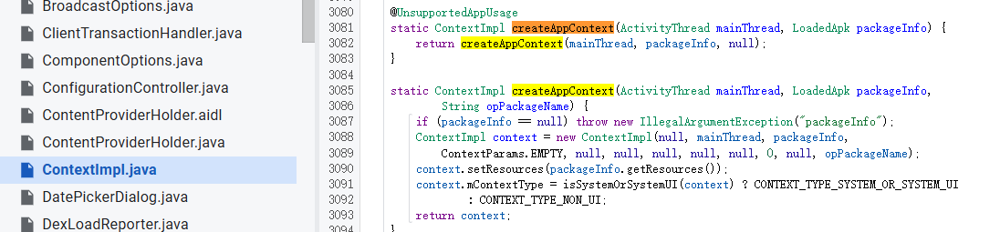 BroadcastOptions.java
ClientTransactionHandler.java
ComponentOptions.java
ConfigurationController.java
ContentProviderHolder.aidl
ContentProviderHolder.java
ContextImpl.java
DatePickerDialog.java
DexLoadReporter.java
3080 @UnsupportedAppUsage
3081 static ContextImpl createAppContext(ActivityThread mainThread, LoadedApk packageInfo) {
3082 return createAppContext(mainThread, packageInfo, null);
3083 }
3084
3085 static ContextImpl createAppContext(ActivityThread mainThread, LoadedApk packageInfo,
3086 String opPackageName) {
3087 if (packageInfo == null) throw new IllegalArgumentException("packageInfo");
3088 ContextImpl context = new ContextImpl(null, mainThread, packageInfo,
3089 ContextParams.EMPTY, null, null, null, null, null, 0, null, opPackageName);
3090 context.setResources(packageInfo.getResources());
3091 context.mContextType = isSystemOrSystemUI(context) ? CONTEXT_TYPE_SYSTEM_OR_SYSTEM_UI
3092 : CONTEXT_TYPE_NON_UI;
3093 return context;
3094 }